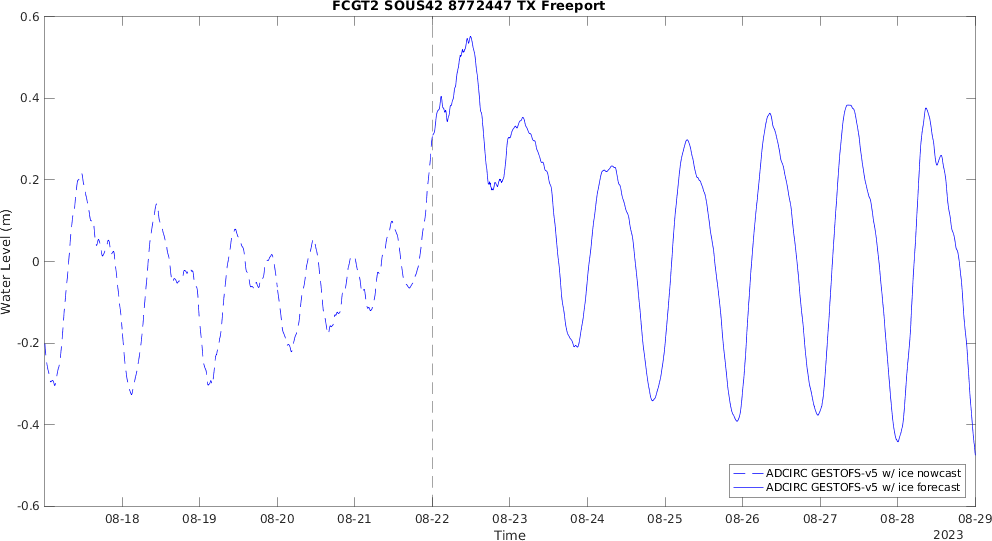 FCGT2 SOUS42 8772447 TX Freeport
0.6
0.4
0.2
0
-0.2
-0.4
-0.6
Water Level (m)
ADCIRC GESTOFS-v5 w/ ice nowcast
ADCIRC GESTOFS-v5 w/ ice forecast
08-18 08-19 08-20 08-21 08-22 08-23 08-24 08-25 08-26 08-27 08-28 08-29
Time
2023